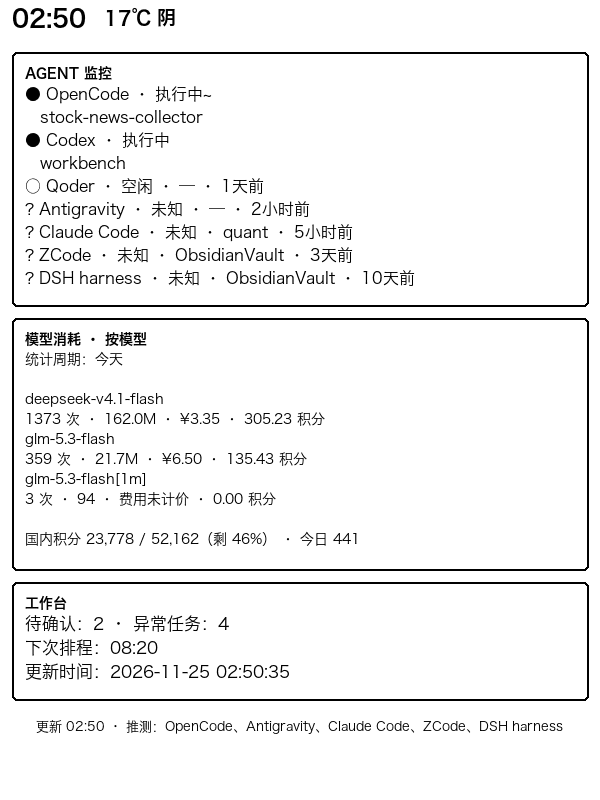 02:50 17°C 阴
AGENT 监控
● OpenCode · 执行中~
stock-news-collector
● Codex · 执行中
workbench
○ Qoder · 空闲 · — · 1天前
? Antigravity · 未知 · — · 2小时前
? Claude Code · 未知 · quant · 5小时前
? ZCode · 未知 · ObsidianVault · 3天前
? DSH harness · 未知 · ObsidianVault · 10天前
模型消耗 · 按模型
统计周期：今天
deepseek-v4.1-flash
1373 次 · 162.0M · ¥3.35 · 305.23 积分
glm-5.3-flash
359 次 · 21.7M · ¥6.50 · 135.43 积分
glm-5.3-flash[1m]
3 次 · 94 · 费用未计价 · 0.00 积分
国内积分 23,778 / 52,162（剩 46%） · 今日 441
工作台
待确认：2 · 异常任务：4
下次排程：08:20
更新时间：2026-11-25 02:50:35
更新 02:50 · 推测：OpenCode、Antigravity、Claude Code、ZCode、DSH harness